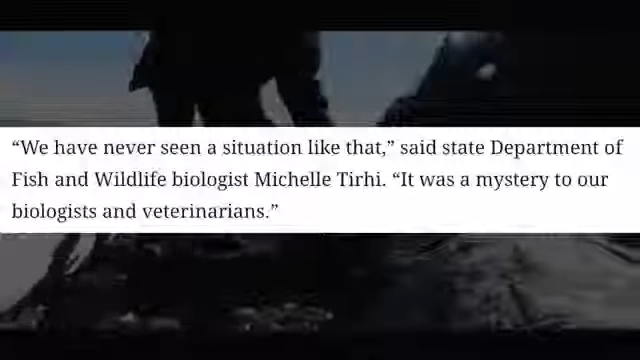 “We have never seen a situation like that,” said state Department of
Fish and Wildlife biologist Michelle Tirhi. “It was a mystery to our
biologists and veterinarians.”